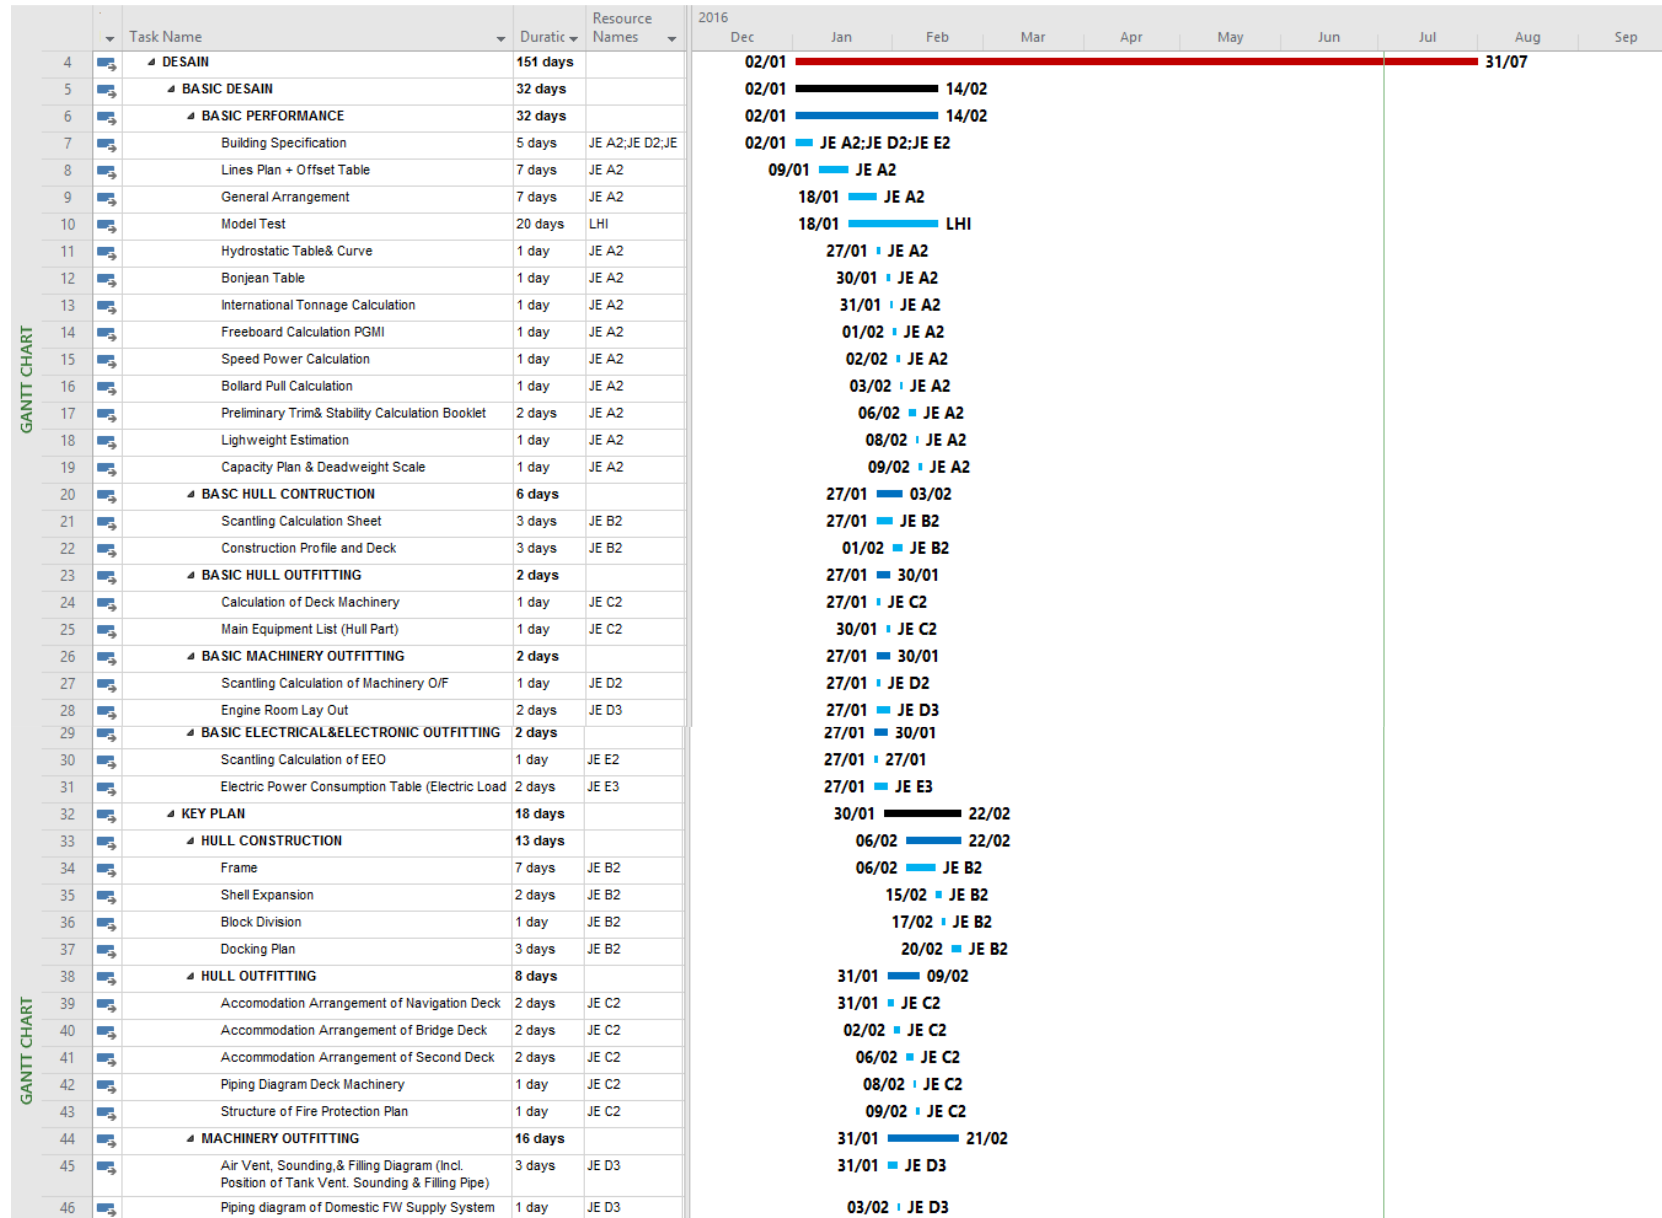 2016
Resource
Task Name Duratic Names Dec Jan Feb Mar Apr May Jun Jul Aug Sep
4 DESAIN 151 days 02/01 31/07
5 BASIC DESAIN 32 days 02/01 14/02
6 BASIC PERFORMANCE 32 days 02/01 14/02
7 Building Specification 5 days JE A2;JE D2;JE 02/01 JE A2;JE D2;JE E2
8 Lines Plan + Offset Table 7 days JE A2 09/01 JE A2
9 General Arrangement 7 days JE A2 18/01 JE A2
10 Model Test 20 days LHI 18/01 LHI
11 Hydrostatic Table& Curve 1 day JE A2 27/01 JE A2
12 Bonjean Table 1 day JE A2 30/01 JE A2
13 International Tonnage Calculation 1 day JE A2 31/01 JE A2
14 Freeboard Calculation PGMI 1 day JE A2 01/02 JE A2
15 Speed Power Calculation 1 day JE A2 02/02 JE A2
16 Bollard Pull Calculation 1 day JE A2 03/02 JE A2
17 Preliminary Trim& Stability Calculation Booklet 2 days JE A2 06/02 JE A2
18 Lighweight Estimation 1 day JE A2 08/02 JE A2
19 Capacity Plan & Deadweight Scale 1 day JE A2 09/02 JE A2
20 BASC HULL CONTRUCTION 6 days 27/01 03/02
21 Scantling Calculation Sheet 3 days JE B2 27/01 JE B2
22 Construction Profile and Deck 3 days JE B2 01/02 JE B2
23 BASIC HULL OUTFITTING 2 days 27/01 30/01
24 Calculation of Deck Machinery 1 day JE C2 27/01 JE C2
25 Main Equipment List (Hull Part) 1 day JE C2 30/01 JE C2
26 BASIC MACHINERY OUTFITTING 2 days 27/01 30/01
27 Scantling Calculation of Machinery O/F 1 day JE D2 27/01 JE D2
28 Engine Room Lay Out 2 days JE D3 27/01 JE D3
29 BASIC ELECTRICAL&ELECTRONIC OUTFITTING 2 days 27/01 30/01
30 Scantling Calculation of EEO 1 day JE E2 27/01 27/01
31 Electric Power Consumption Table (Electric Load 2 days JE E3 27/01 JE E3
32 KEY PLAN 18 days 30/01 22/02
33 HULL CONSTRUCTION 13 days 06/02 22/02
34 Frame 7 days JE B2 06/02 JE B2
35 Shell Expansion 2 days JE B2 15/02 JE B2
36 Block Division 1 day JE B2 17/02 JE B2
37 Docking Plan 3 days JE B2 20/02 JE B2
38 HULL OUTFITTING 8 days 31/01 09/02
39 Accomodation Arrangement of Navigation Deck 2 days JE C2 31/01 JE C2
40 Accommodation Arrangement of Bridge Deck 2 days JE C2 02/02 JE C2
41 Accommodation Arrangement of Second Deck 2 days JE C2 06/02 JE C2
42 Piping Diagram Deck Machinery 1 day JE C2 08/02 JE C2
43 Structure of Fire Protection Plan 1 day JE C2 09/02 JE C2
44 MACHINERY OUTFITTING 16 days 31/01 21/02
45 Air Vent, Sounding,& Filling Diagram (Incl. 3 days JE D3 31/01 JE D3
Position of Tank Vent. Sounding & Filling Pipe)
46 Piping diagram of Domestic FW Supply System 1 day JE D3 03/02 JE D3
GANTT CHART
GANTT CHART